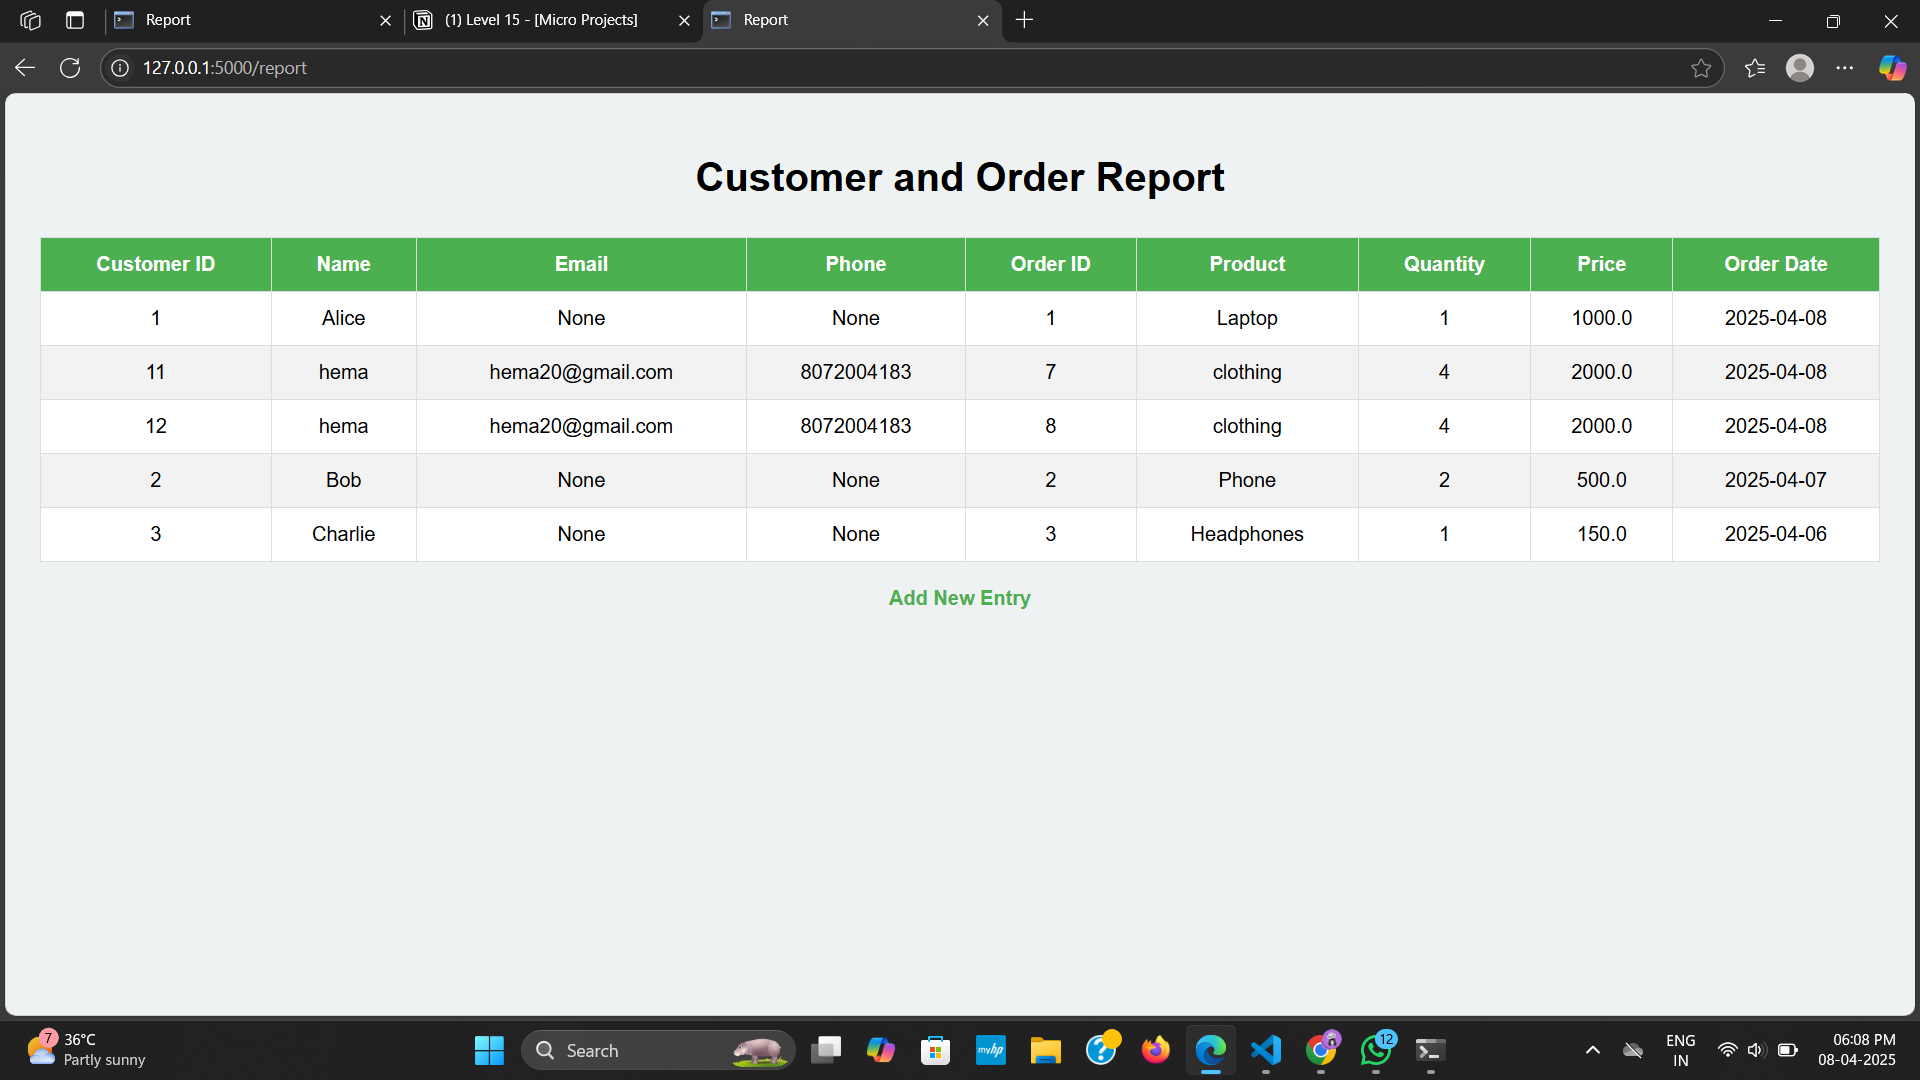 Report
(1) Level 15 - [Micro Projects]
Report
127.0.0.1:5000/report
Customer and Order Report
Customer ID Name Email Phone Order ID Product Quantity Price Order Date
1 Alice None None 1 Laptop 1 1000.0 2025-04-08
11 hema hema20@gmail.com 8072004183 7 clothing 4 2000.0 2025-04-08
12 hema hema20@gmail.com 8072004183 8 clothing 4 2000.0 2025-04-08
2 Bob None None 2 Phone 2 500.0 2025-04-07
3 Charlie None None 3 Headphones 1 150.0 2025-04-06
Add New Entry
7
36°C
Partly sunny
Search
myhp
12
ENG
IN
06:08 PM
08-04-2025